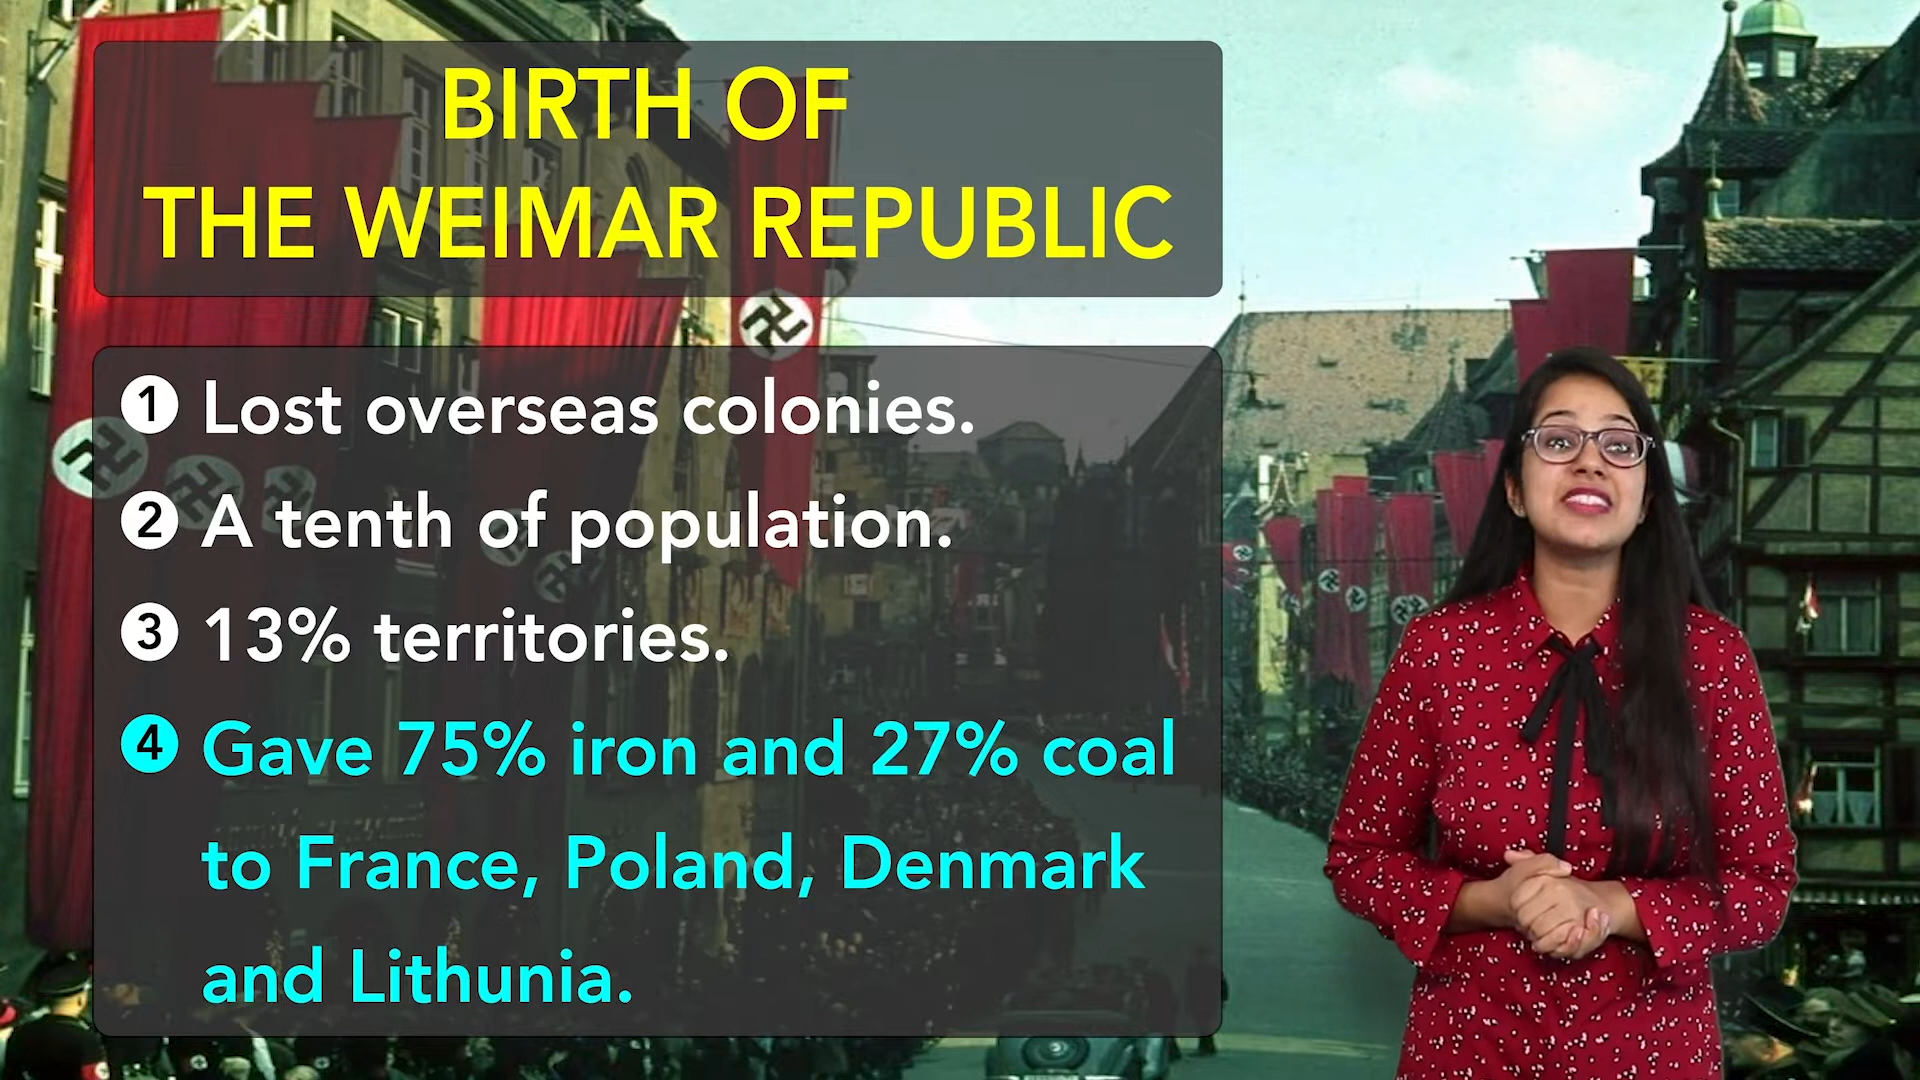 BIRTH OF
THE WEIMAR REPUBLIC
1 Lost overseas colonies.
2 A tenth of population.
3 13% territories.
4 Gave 75% iron and 27% coal
to France, Poland, Denmark
and Lithunia.